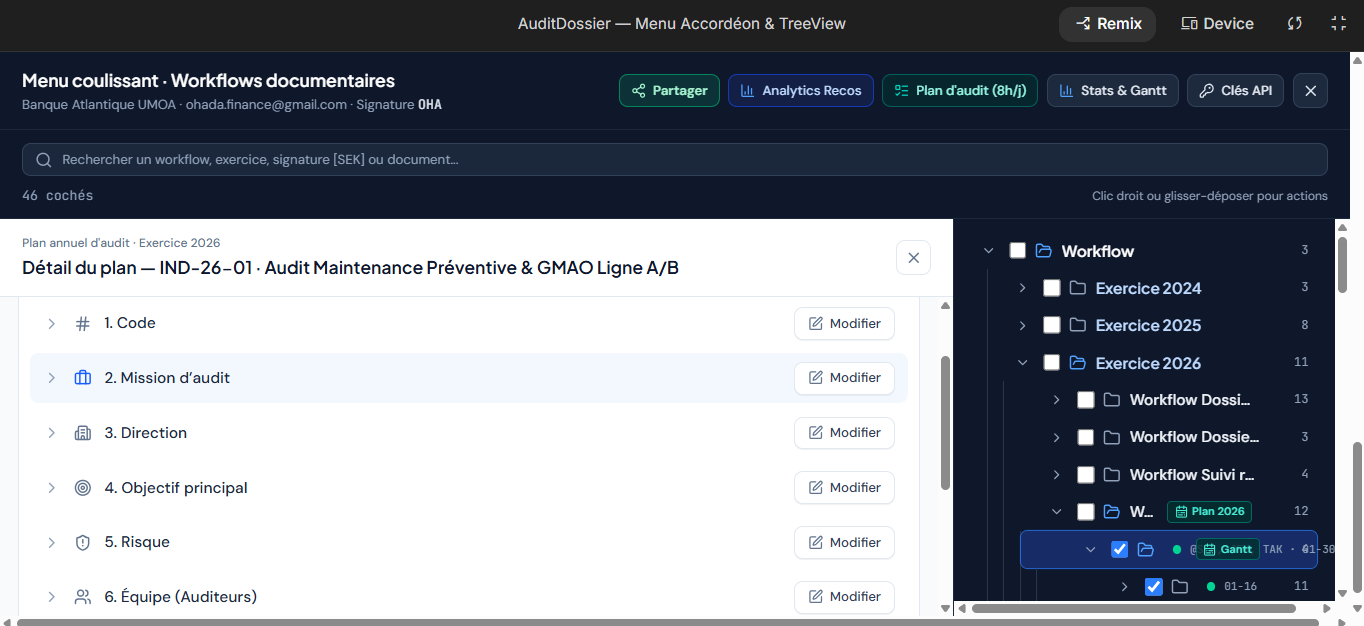 AuditDossier — Menu Accordéon & TreeView
Remix
Device
Menu coulissant · Workflows documentaires
Banque Atlantique UMOA · ohada.finance@gmail.com · Signature OHA
Partager
Analytics Recos
Plan d'audit (8h/j)
Stats & Gantt
Clés API
Rechercher un workflow, exercice, signature [SEK] ou document…
46 cochés
Clic droit ou glisser-déposer pour actions
Plan annuel d'audit · Exercice 2026
Détail du plan — IND-26-01 · Audit Maintenance Préventive & GMAO Ligne A/B
1. Code
Modifier
2. Mission d'audit
Modifier
3. Direction
Modifier
4. Objectif principal
Modifier
5. Risque
Modifier
6. Équipe (Auditeurs)
Modifier
Workflow 3
Exercice 2024 3
Exercice 2025 8
Exercice 2026 11
Workflow Dossi... 13
Workflow Dossie... 3
Workflow Suivi r... 4
W... Plan 2026 12
Gantt TAK · 01-30
01-16 11